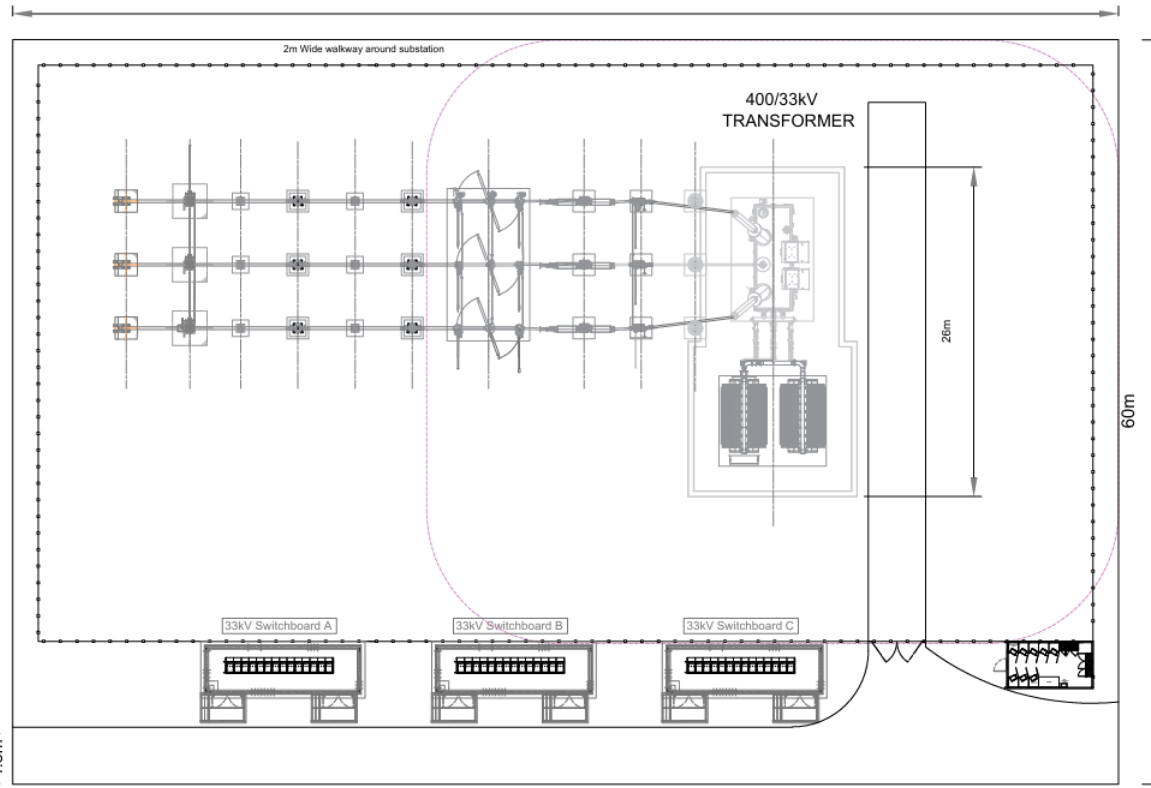 2m Wide walkway around substation
400/33kV
TRANSFORMER
26m
60m
33kV Switchboard A
33kV Switchboard B
33kV Switchboard C